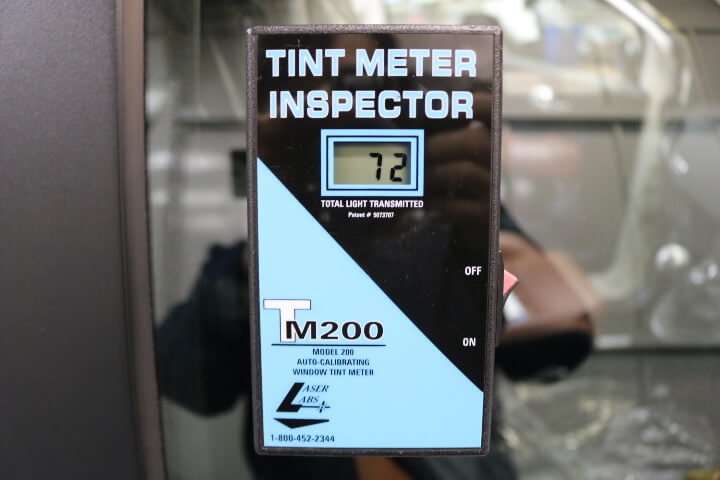 TINT METER
INSPECTOR
72
TOTAL LIGHT TRANSMITTED
Patent # 5073707
OFF
ON
TM200
MODEL 200
AUTO-CALIBRATING
WINDOW TINT METER
LASER
LABS
1-800-452-2344